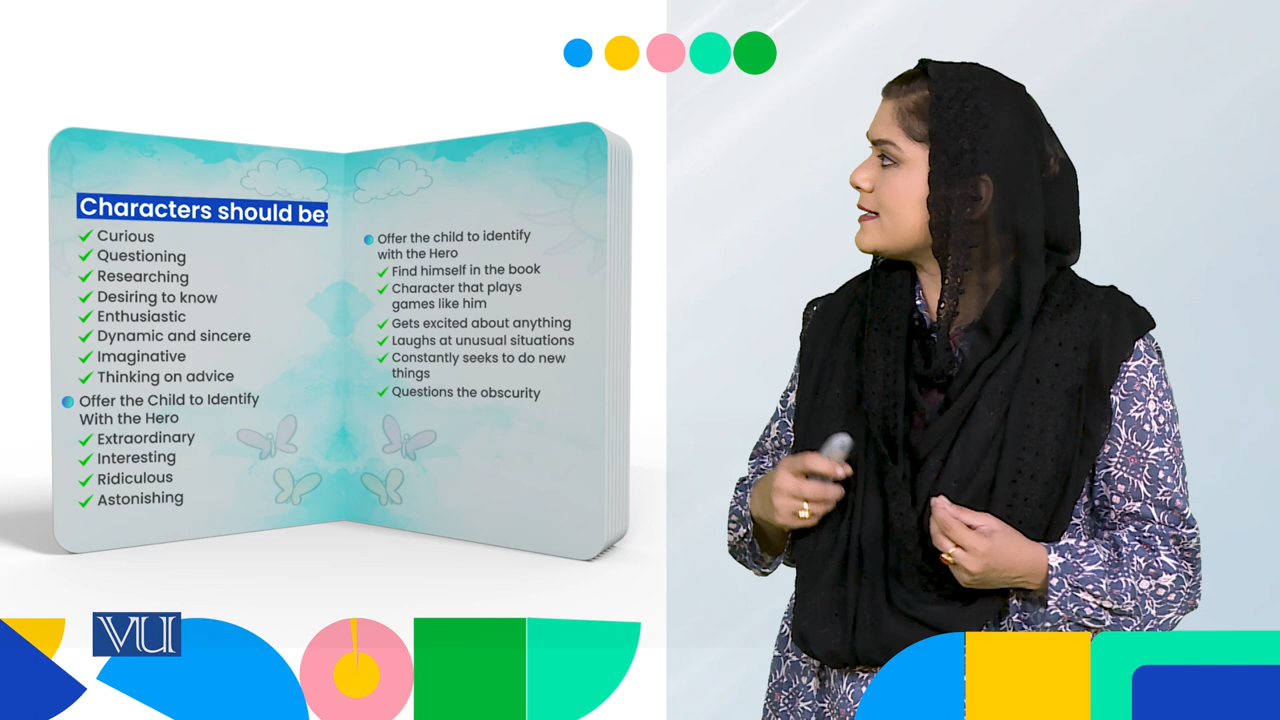 Characters should be:
Curious
Questioning
Researching
Desiring to know
Enthusiastic
Dynamic and sincere
Imaginative
Thinking on advice
Offer the Child to Identify
With the Hero
Extraordinary
Interesting
Ridiculous
Astonishing
Offer the child to identify
with the Hero
Find himself in the book
Character that plays
games like him
Gets excited about anything
Laughs at unusual situations
Constantly seeks to do new
things
Questions the obscurity
VU